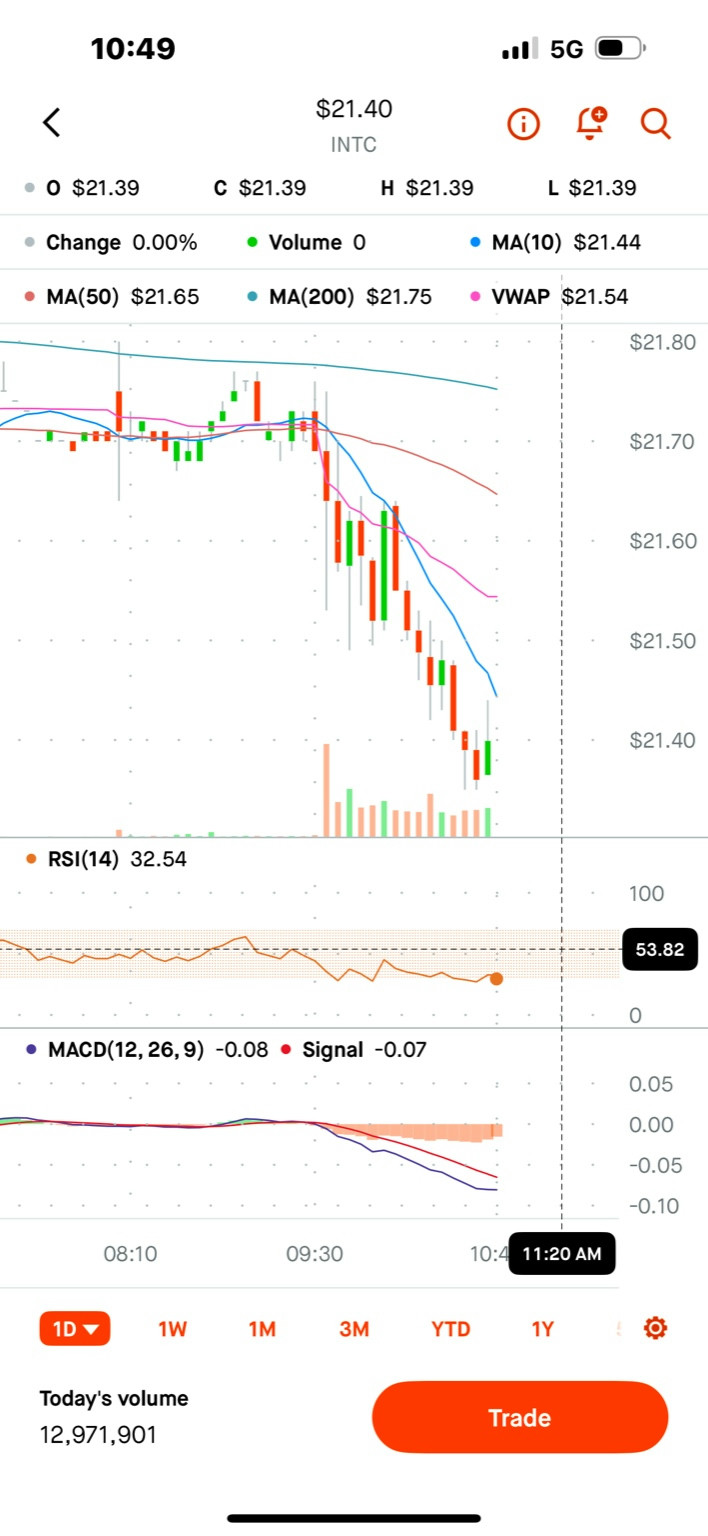 10:49 5G
$21.40
INTC
O $21.39 C $21.39 H $21.39 L $21.39
Change 0.00% Volume 0 MA(10) $21.44
MA(50) $21.65 MA(200) $21.75 VWAP $21.54
$21.80
$21.70
$21.60
$21.50
$21.40
RSI(14) 32.54
100
53.82
0
MACD(12, 26, 9) -0.08 Signal -0.07
0.05
0.00
-0.05
-0.10
08:10 09:30 10:4 11:20 AM
1D 1W 1M 3M YTD 1Y
Today's volume
12,971,901
Trade